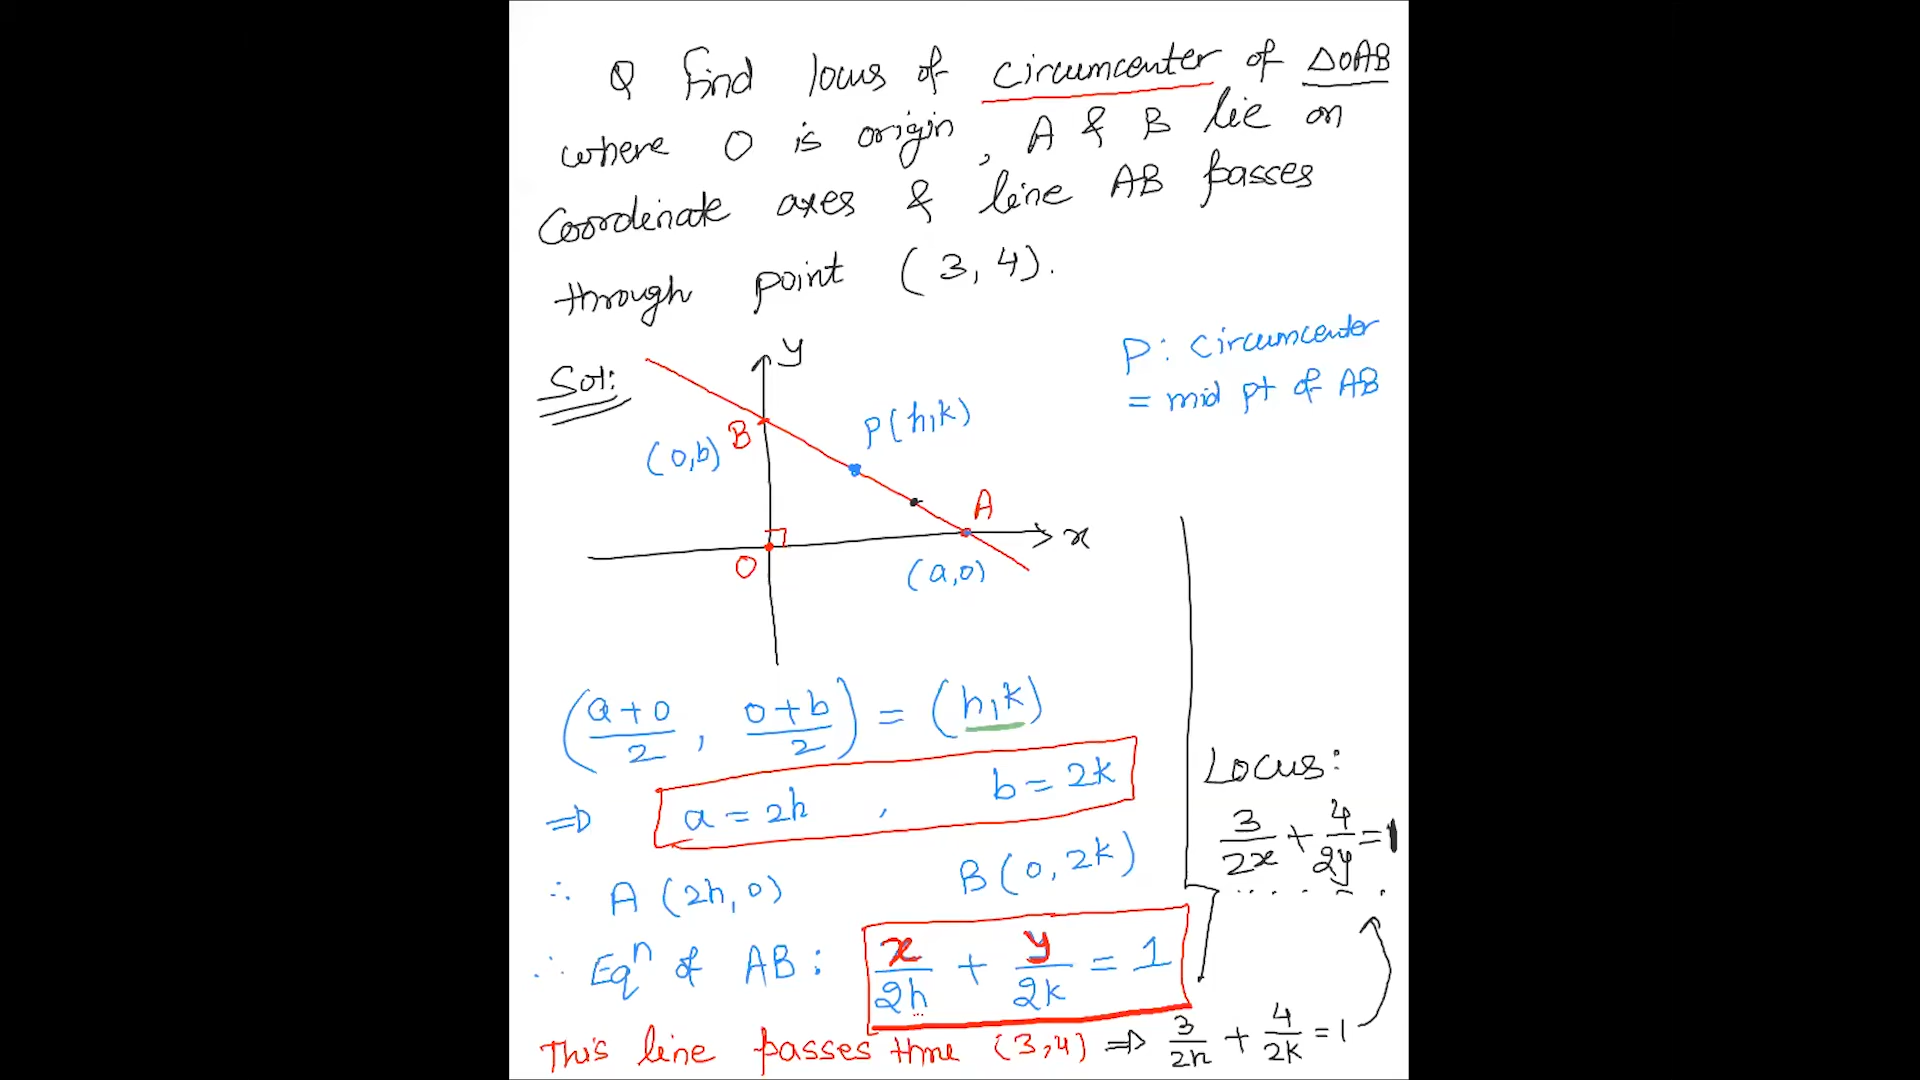 Q Find locus of circumcenter of △OAB
where O is origin, A & B lie on
Coordinate axes & line AB passes
through point (3,4).
Sol:
y
P: circumcenter
= mid pt of AB
P(h,k)
B
(0,b)
A
x
O
(a,0)
((a+0)/2, (0+b)/2) = (h,k)
⇒ a = 2h, b = 2k
∴ A (2h,0) B (0,2k)
∴ Eqn of AB: x/2h + y/2k = 1
This line passes thru (3,4) ⇒ 3/2h + 4/2k = 1
Locus:
3/2x + 4/2y = 1